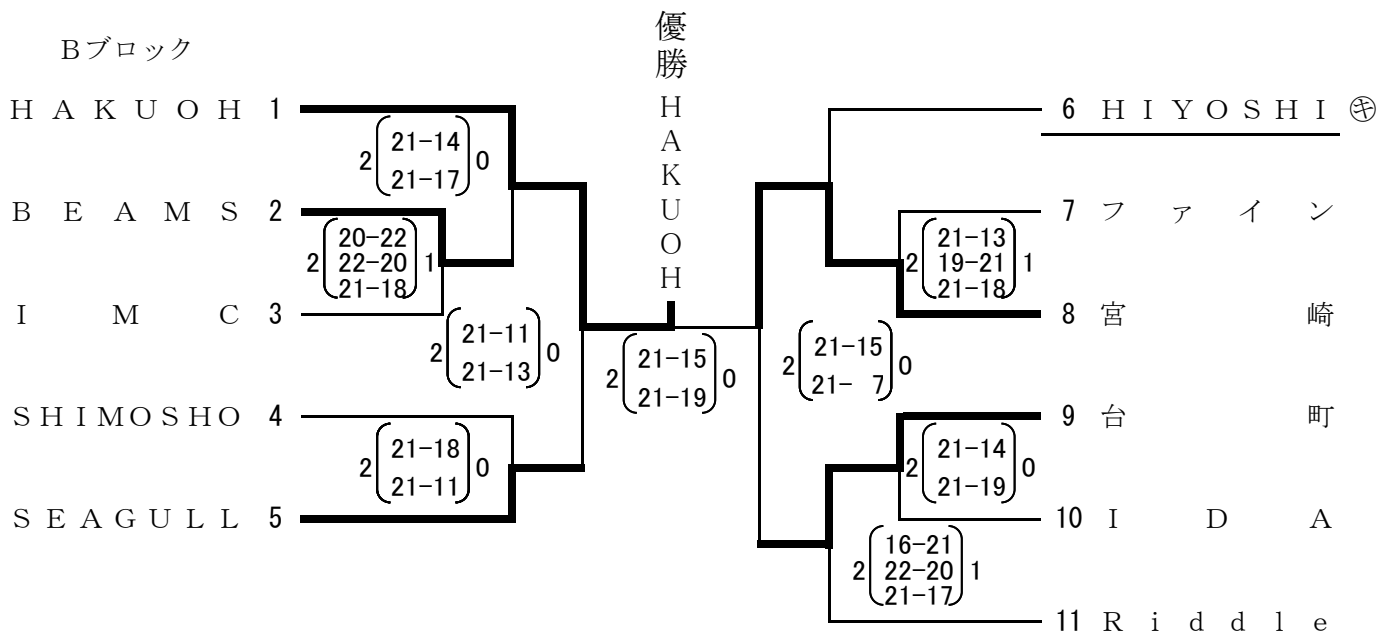 Bブロック
優勝 HAKUOH
HAKUOH 1
2 21-14 0
21-17
BEAMS 2
20-22
2 22-20 1
21-18
IMC 3
2 21-11 0
21-13
SHIMOSHO 4
2 21-18 0
21-11
SEAGULL 5
2 21-15 0
21-19
6 HIYOSHI ㋖
7 ファイン
21-13
2 19-21 1
21-18
8 宮崎
2 21-15 0
21- 7
9 台町
2 21-14 0
21-19
10 IDA
16-21
2 22-20 1
21-17
11 Riddle